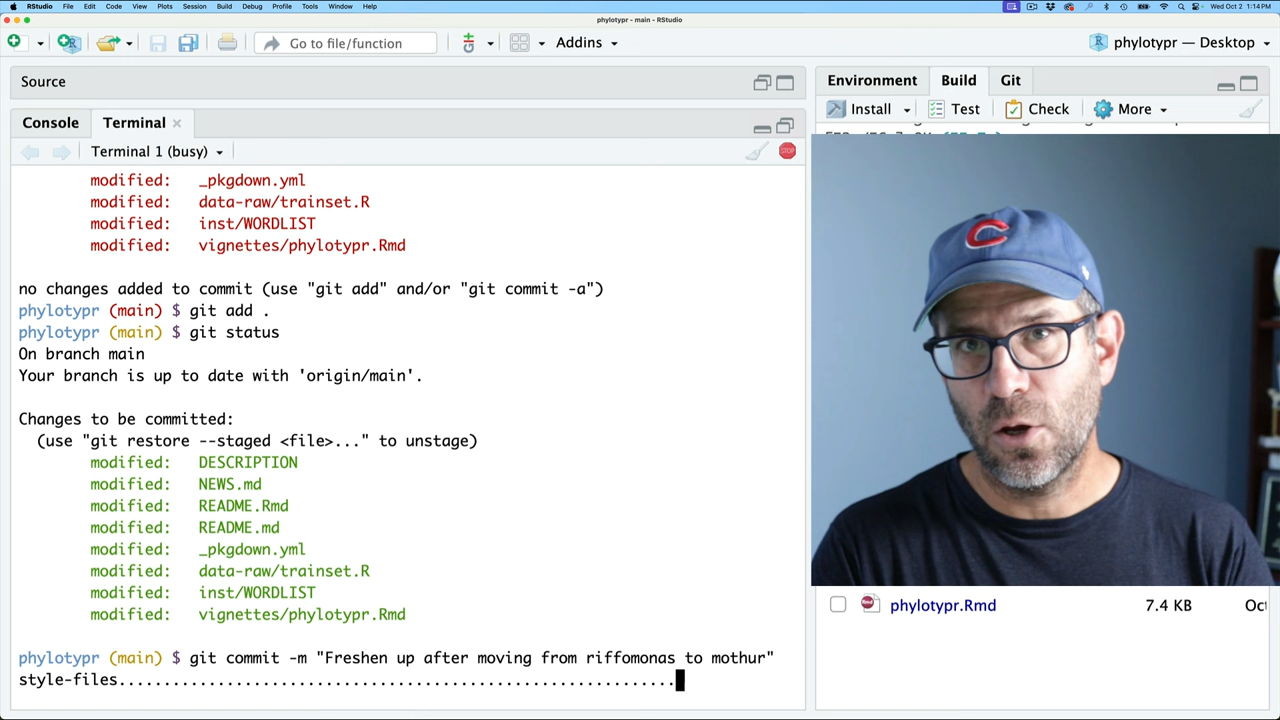 RStudio File Edit Code View Plots Session Build Debug Profile Tools Window Help Wed Oct 2 1:14 PM
phylotypr - main - RStudio
Go to file/function Addins phylotypr — Desktop
Source
Environment Build Git
Install Test Check More
Console Terminal
Terminal 1 (busy)
STOP
modified: _pkgdown.yml
modified: data-raw/trainset.R
modified: inst/WORDLIST
modified: vignettes/phylotypr.Rmd
no changes added to commit (use "git add" and/or "git commit -a")
phylotypr (main) $ git add .
phylotypr (main) $ git status
On branch main
Your branch is up to date with 'origin/main'.
Changes to be committed:
(use "git restore --staged <file>..." to unstage)
modified: DESCRIPTION
modified: NEWS.md
modified: README.Rmd
modified: README.md
modified: _pkgdown.yml
modified: data-raw/trainset.R
modified: inst/WORDLIST
modified: vignettes/phylotypr.Rmd
phylotypr (main) $ git commit -m "Freshen up after moving from riffomonas to mothur"
style-files..............................................................
C
phylotypr.Rmd 7.4 KB Oct